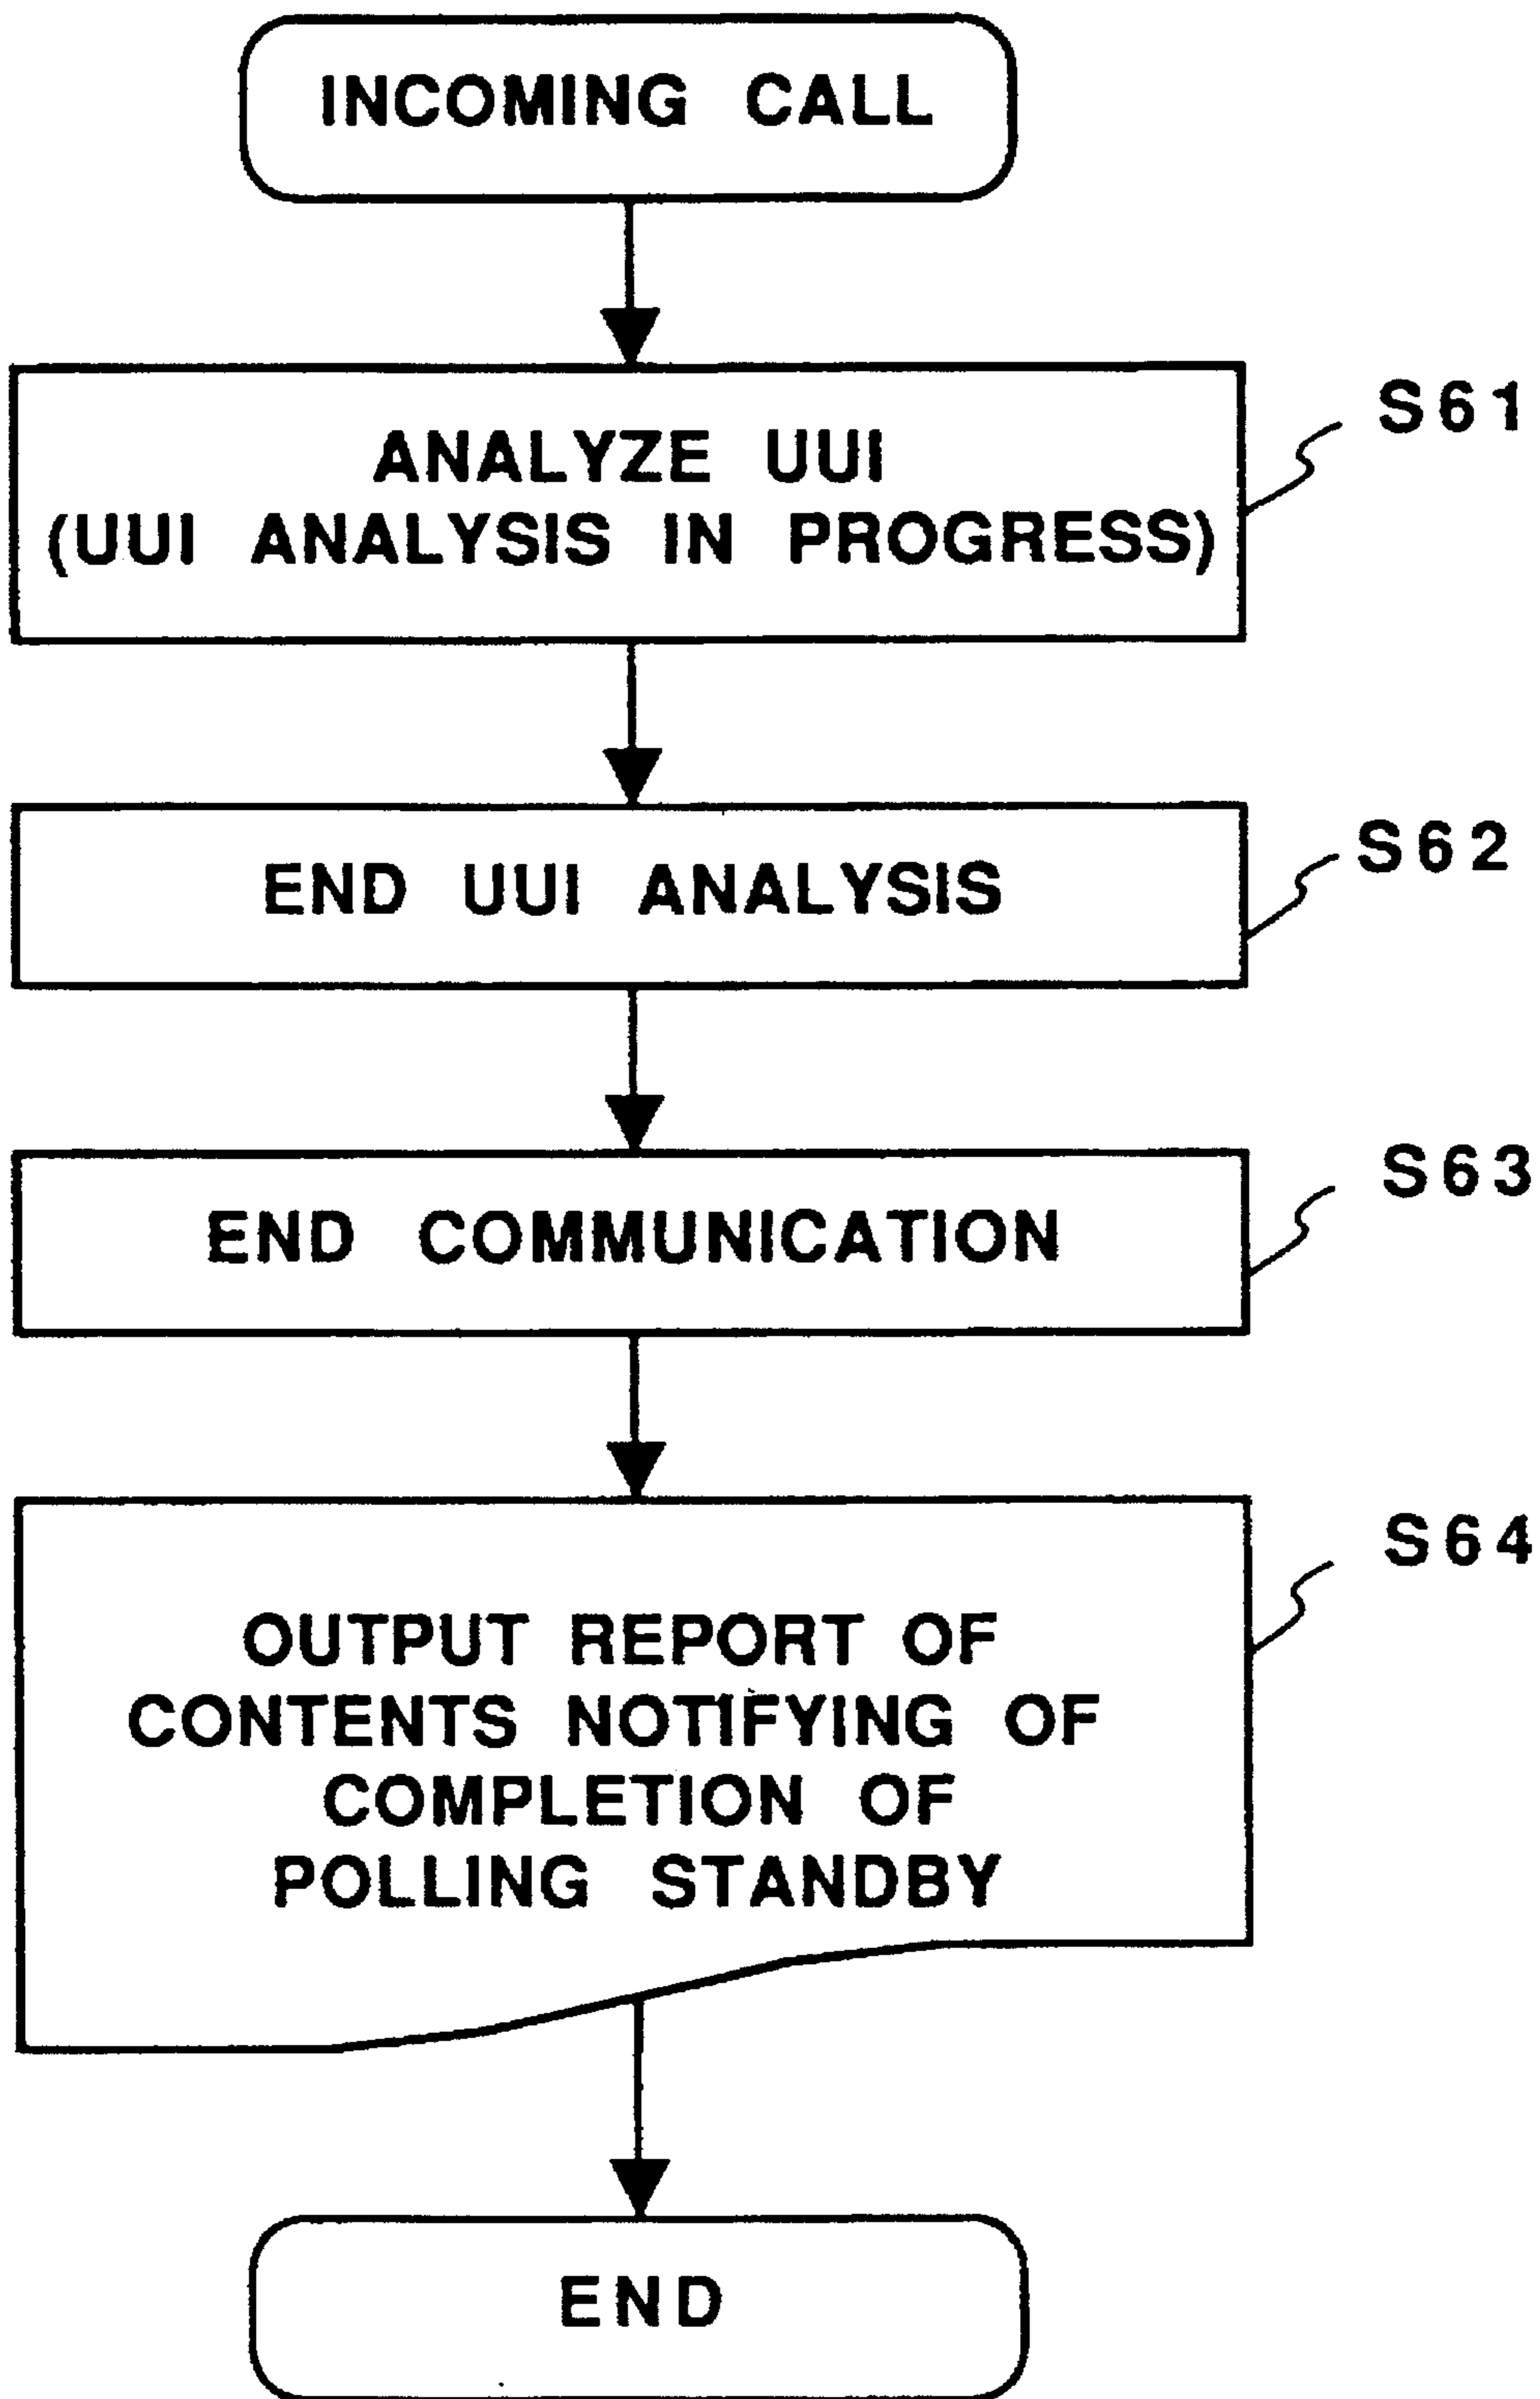 INCOMING CALL
ANALYZE UUI
(UUI ANALYSIS IN PROGRESS)
S61
END UUI ANALYSIS
S62
END COMMUNICATION
S63
OUTPUT REPORT OF
CONTENTS NOTIFYING OF
COMPLETION OF
POLLING STANDBY
S64
END